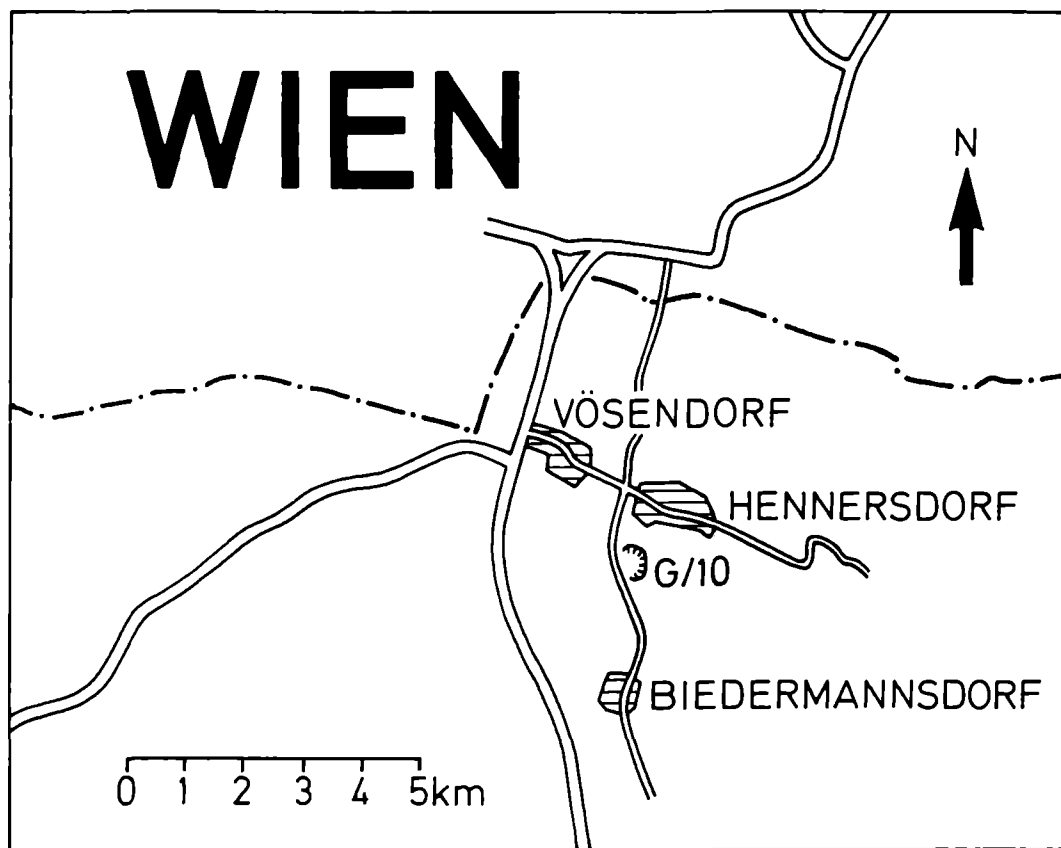 WIEN
N
VÖSENDORF
HENNERSDORF
G/10
BIEDERMANNSDORF
0 1 2 3 4 5km